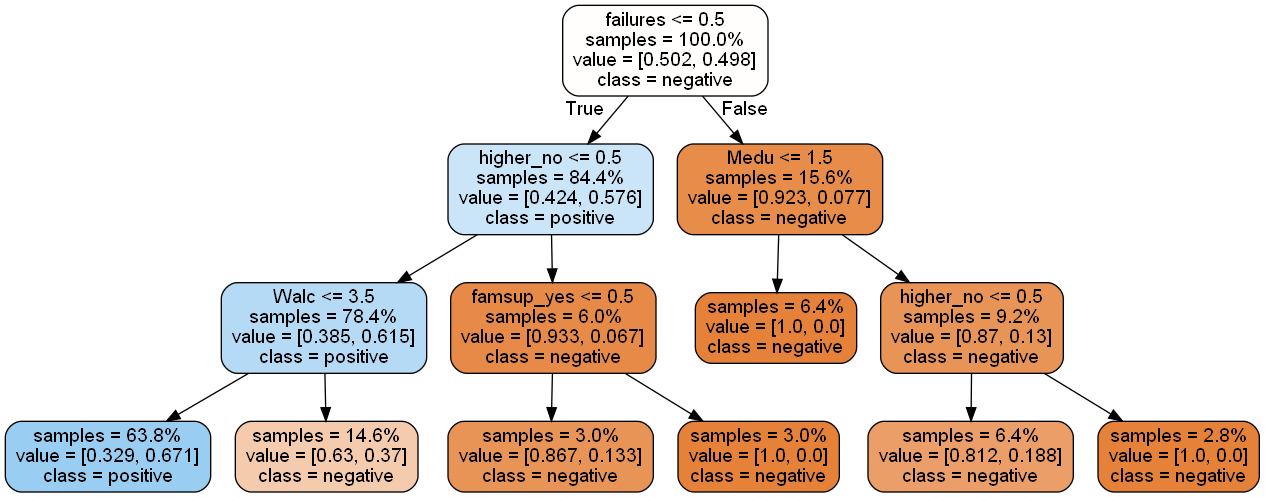 failures <= 0.5
samples = 100.0%
value = [0.502, 0.498]
class = negative
True
False
higher_no <= 0.5
samples = 84.4%
value = [0.424, 0.576]
class = positive
Medu <= 1.5
samples = 15.6%
value = [0.923, 0.077]
class = negative
Walc <= 3.5
samples = 78.4%
value = [0.385, 0.615]
class = positive
famsup_yes <= 0.5
samples = 6.0%
value = [0.933, 0.067]
class = negative
samples = 6.4%
value = [1.0, 0.0]
class = negative
higher_no <= 0.5
samples = 9.2%
value = [0.87, 0.13]
class = negative
samples = 63.8%
value = [0.329, 0.671]
class = positive
samples = 14.6%
value = [0.63, 0.37]
class = negative
samples = 3.0%
value = [0.867, 0.133]
class = negative
samples = 3.0%
value = [1.0, 0.0]
class = negative
samples = 6.4%
value = [0.812, 0.188]
class = negative
samples = 2.8%
value = [1.0, 0.0]
class = negative